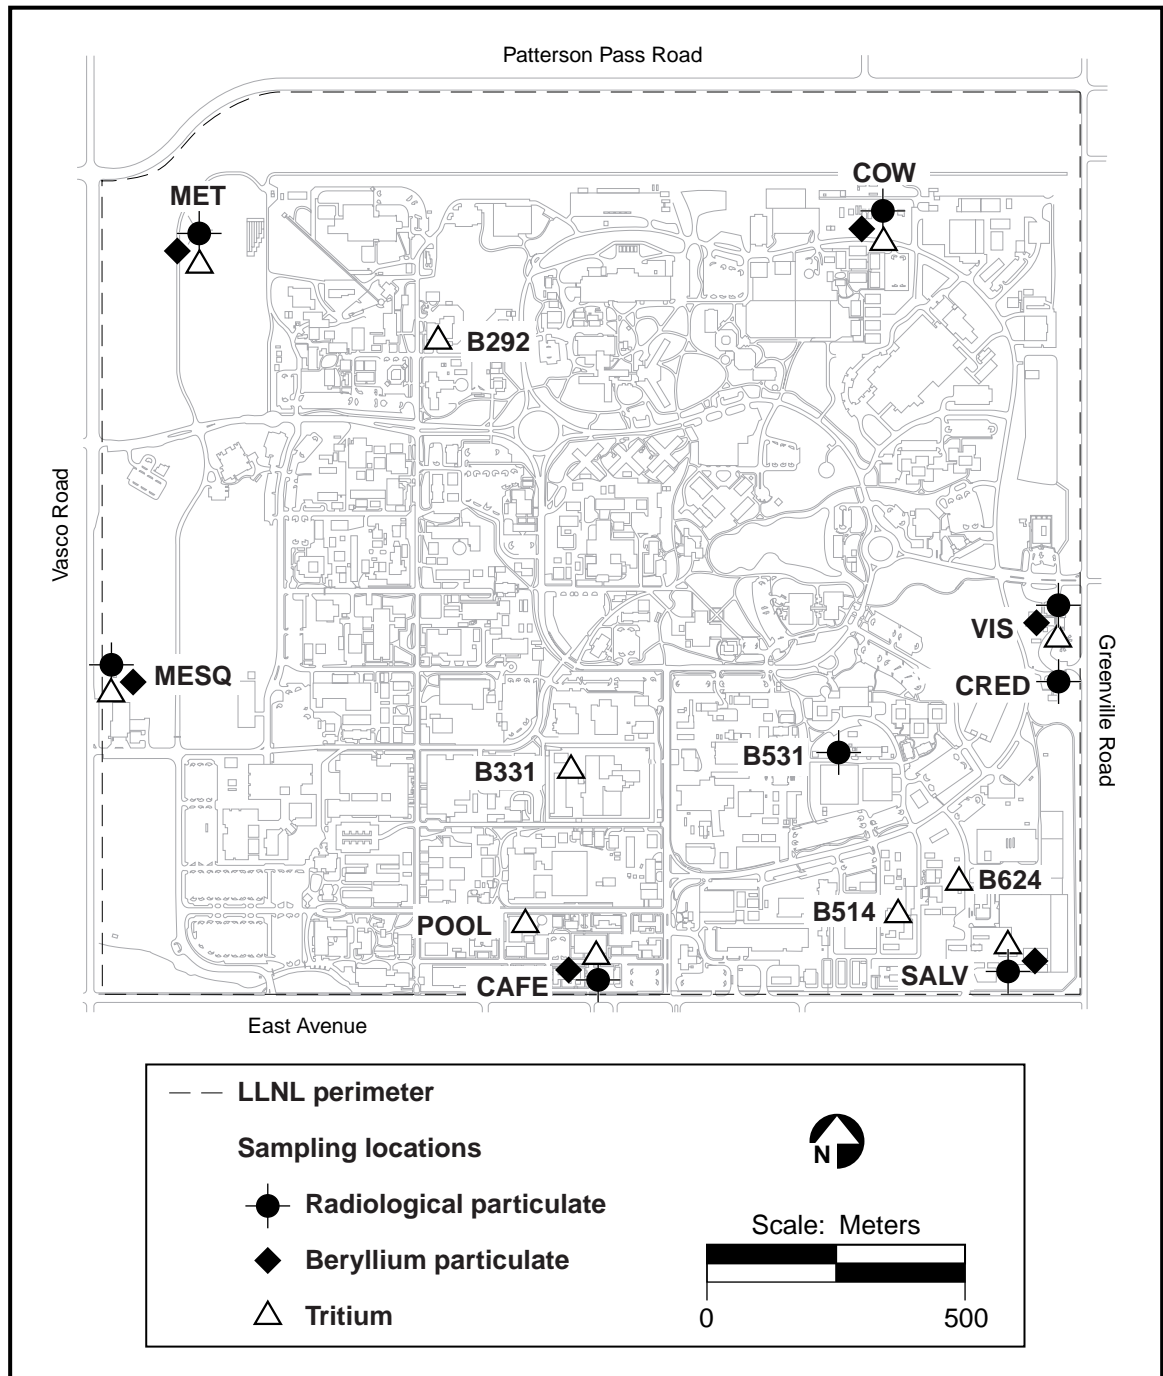 Patterson Pass Road
COW
MET
B292
Vasco Road
VIS
MESQ
CRED
Greenville Road
B531
B331
B624
B514
POOL
SALV
CAFE
East Avenue
LLNL perimeter
Sampling locations
N
Radiological particulate
Scale: Meters
Beryllium particulate
Tritium
0 500